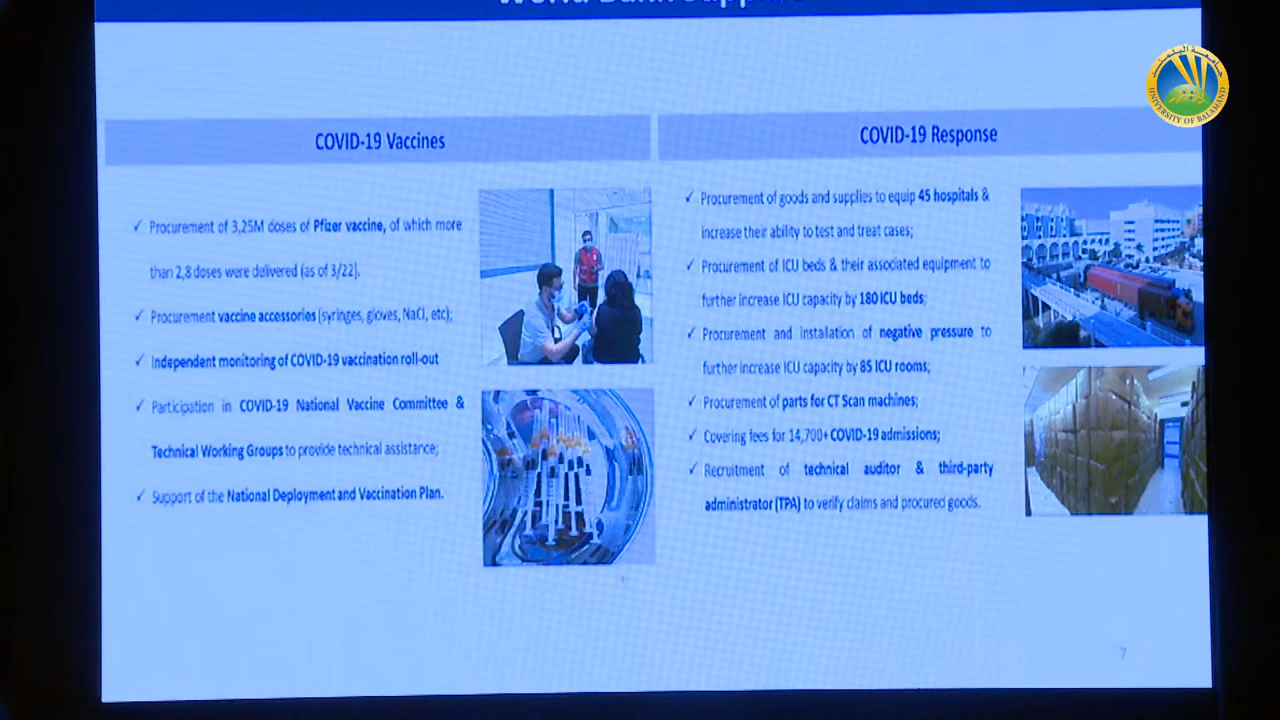 World Bank
جامعة البلمند
UNIVERSITY OF BALAMAND
COVID-19 Vaccines
✓ Procurement of 3,25M doses of Pfizer vaccine, of which more
than 2,8 doses were delivered (as of 3/22).
✓ Procurement vaccine accessories (syringes, gloves, NaCl, etc);
✓ Independent monitoring of COVID-19 vaccination roll-out
✓ Participation in COVID-19 National Vaccine Committee &
Technical Working Groups to provide technical assistance;
✓ Support of the National Deployment and Vaccination Plan.
COVID-19 Response
✓ Procurement of goods and supplies to equip 45 hospitals &
increase their ability to test and treat cases;
✓ Procurement of ICU beds & their associated equipment to
further increase ICU capacity by 180 ICU beds;
✓ Procurement and installation of negative pressure to
further increase ICU capacity by 85 ICU rooms;
✓ Procurement of parts for CT Scan machines;
✓ Covering fees for 14,700+ COVID-19 admissions;
✓ Recruitment of technical auditor & third-party
administrator (TPA) to verify claims and procured goods.
7